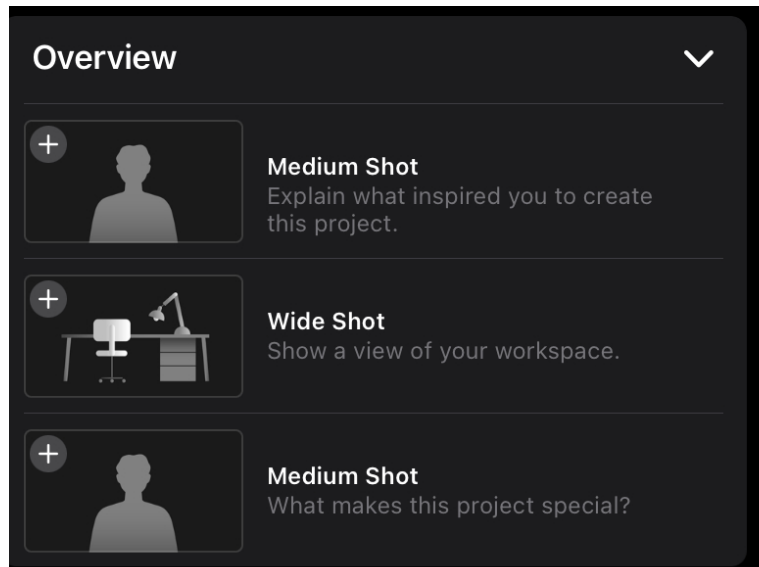 Overview
Medium Shot
Explain what inspired you to create
this project.
Wide Shot
Show a view of your workspace.
Medium Shot
What makes this project special?